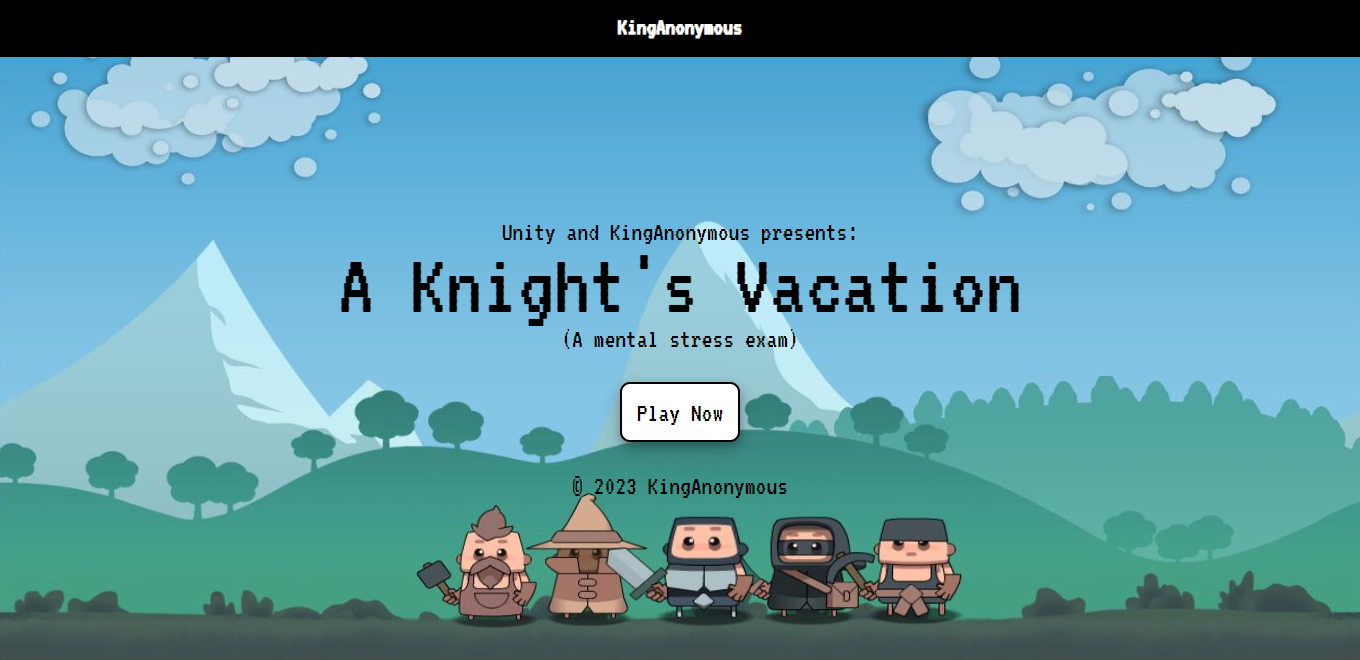 KingAnonymous
Unity and KingAnonymous presents:
A Knight's Vacation
(A mental stress exam)
Play Now
© 2023 KingAnonymous